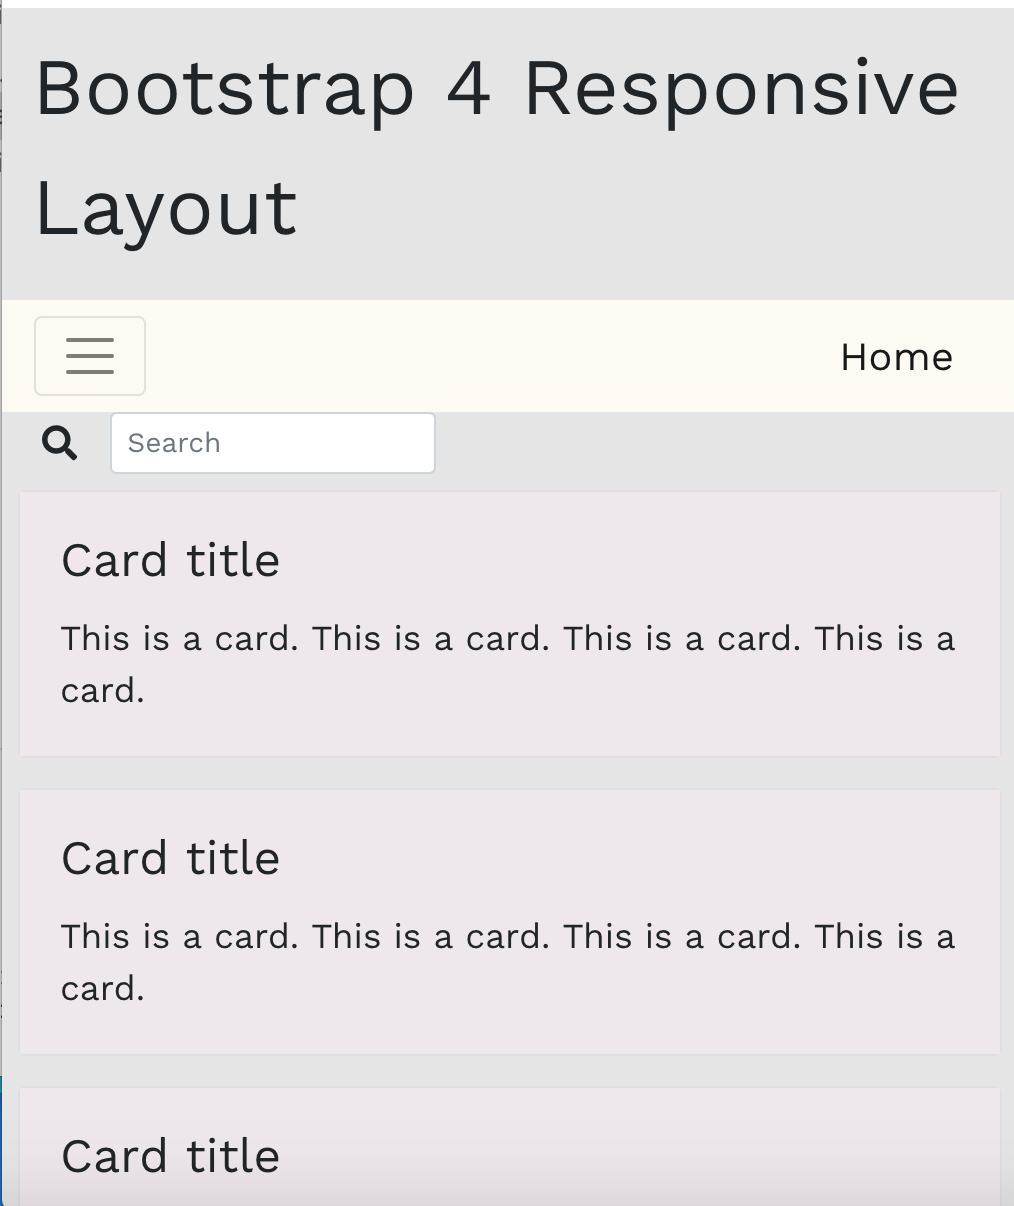 Bootstrap 4 Responsive
Layout
Home
Search
Card title
This is a card. This is a card. This is a card. This is a
card.
Card title
This is a card. This is a card. This is a card. This is a
card.
Card title